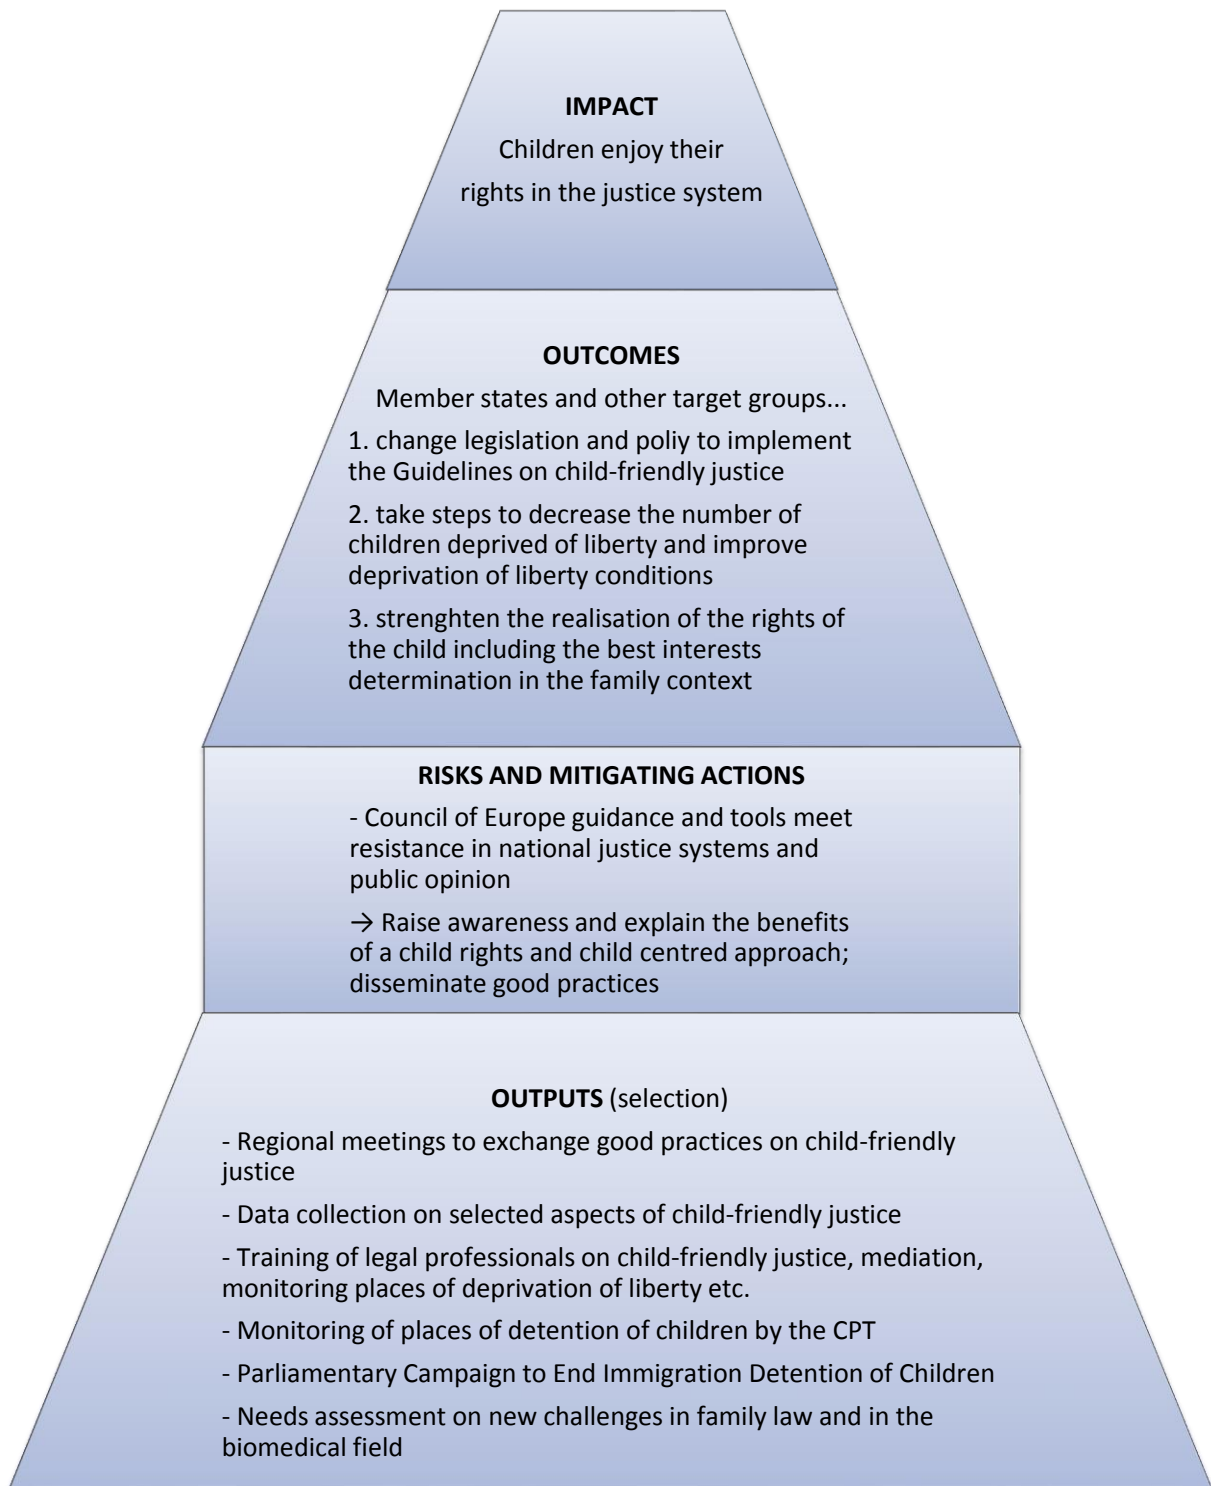 IMPACT
Children enjoy their
rights in the justice system
OUTCOMES
Member states and other target groups...
1. change legislation and poliy to implement
the Guidelines on child-friendly justice
2. take steps to decrease the number of
children deprived of liberty and improve
deprivation of liberty conditions
3. strenghten the realisation of the rights of
the child including the best interests
determination in the family context
RISKS AND MITIGATING ACTIONS
- Council of Europe guidance and tools meet
resistance in national justice systems and
public opinion
→ Raise awareness and explain the benefits
of a child rights and child centred approach;
disseminate good practices
OUTPUTS (selection)
- Regional meetings to exchange good practices on child-friendly
justice
- Data collection on selected aspects of child-friendly justice
- Training of legal professionals on child-friendly justice, mediation,
monitoring places of deprivation of liberty etc.
- Monitoring of places of detention of children by the CPT
- Parliamentary Campaign to End Immigration Detention of Children
- Needs assessment on new challenges in family law and in the
biomedical field